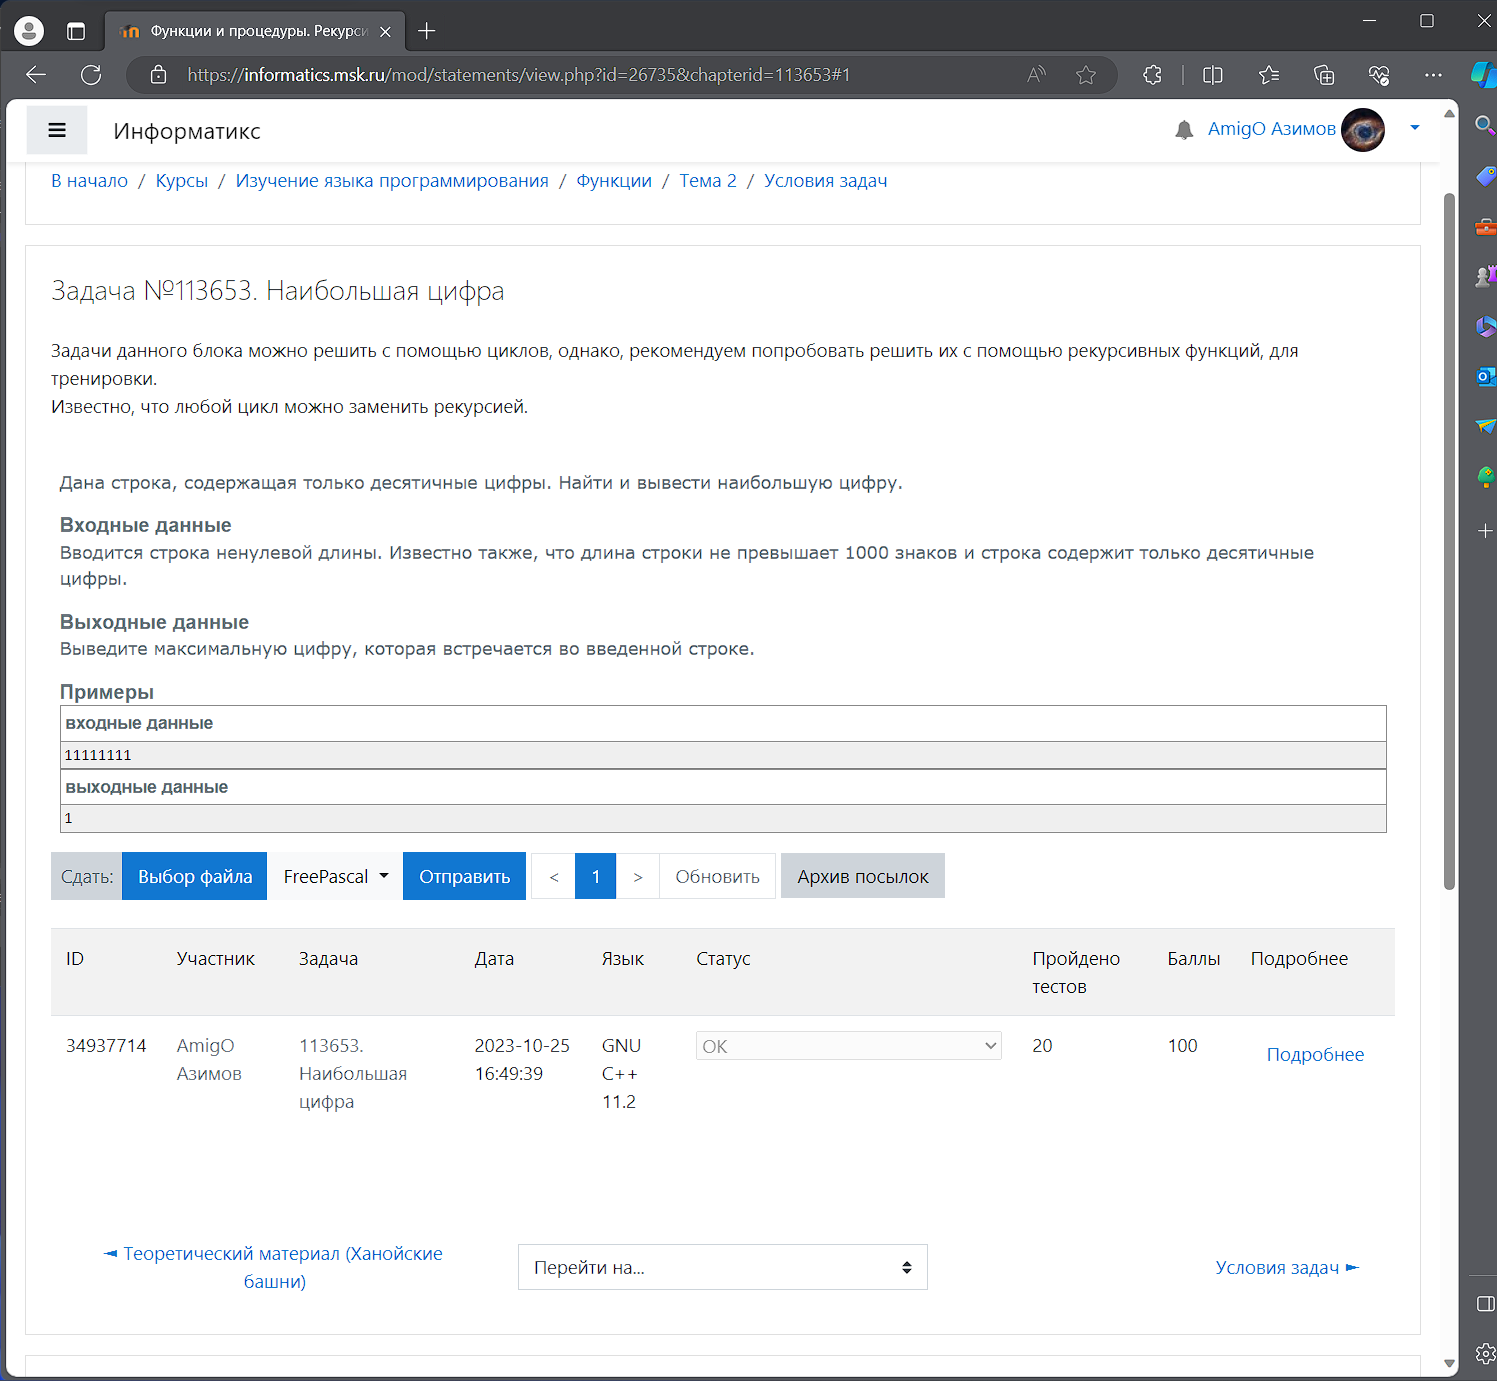 Функции и процедуры. Рекурси
https://informatics.msk.ru/mod/statements/view.php?id=26735&chapterid=113653#1
Информатикс
AmigO Азимов
В начало / Курсы / Изучение языка программирования / Функции / Тема 2 / Условия задач
Задача №113653. Наибольшая цифра
Задачи данного блока можно решить с помощью циклов, однако, рекомендуем попробовать решить их с помощью рекурсивных функций, для
тренировки.
Известно, что любой цикл можно заменить рекурсией.
Дана строка, содержащая только десятичные цифры. Найти и вывести наибольшую цифру.
Входные данные
Вводится строка ненулевой длины. Известно также, что длина строки не превышает 1000 знаков и строка содержит только десятичные
цифры.
Выходные данные
Выведите максимальную цифру, которая встречается во введенной строке.
Примеры
входные данные
11111111
выходные данные
1
Сдать: Выбор файла FreePascal Отправить < 1 > Обновить Архив посылок
ID Участник Задача Дата Язык Статус Пройдено Баллы Подробнее
тестов
34937714 AmigO 113653. 2023-10-25 GNU OK 20 100 Подробнее
Азимов Наибольшая 16:49:39 C++
цифра 11.2
◄ Теоретический материал (Ханойские
башни)
Перейти на...
Условия задач ►